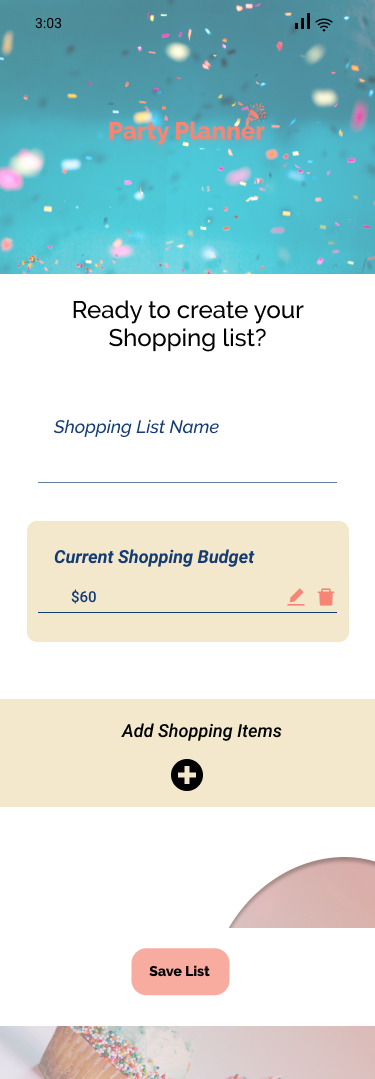 3:03
Party Planner
Ready to create your
Shopping list?
Shopping List Name
Current Shopping Budget
$60
Add Shopping Items
Save List